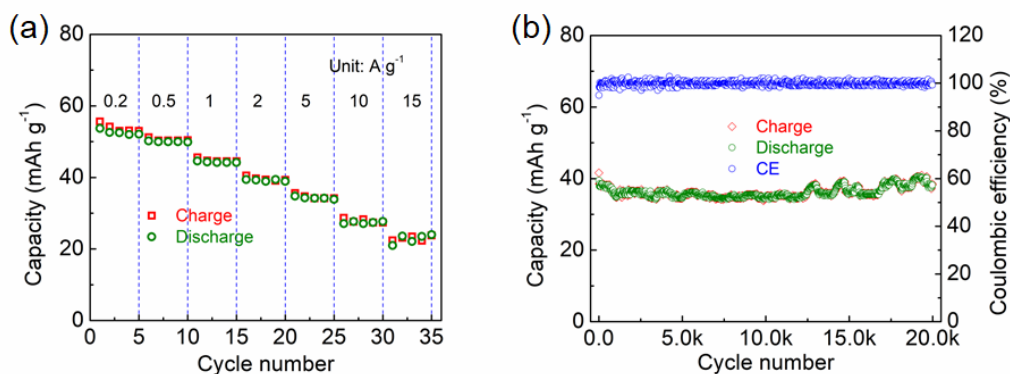 (a)
80
60
40
20
0
Capacity (mAh g⁻¹)
Unit: A g⁻¹
0.2 0.5 1 2 5 10 15
Charge
Discharge
0 5 10 15 20 25 30 35
Cycle number
(b)
80
60
40
20
0
Capacity (mAh g⁻¹)
Charge
Discharge
CE
120
100
80
60
40
20
0
Coulombic efficiency (%)
0.0 5.0k 10.0k 15.0k 20.0k
Cycle number